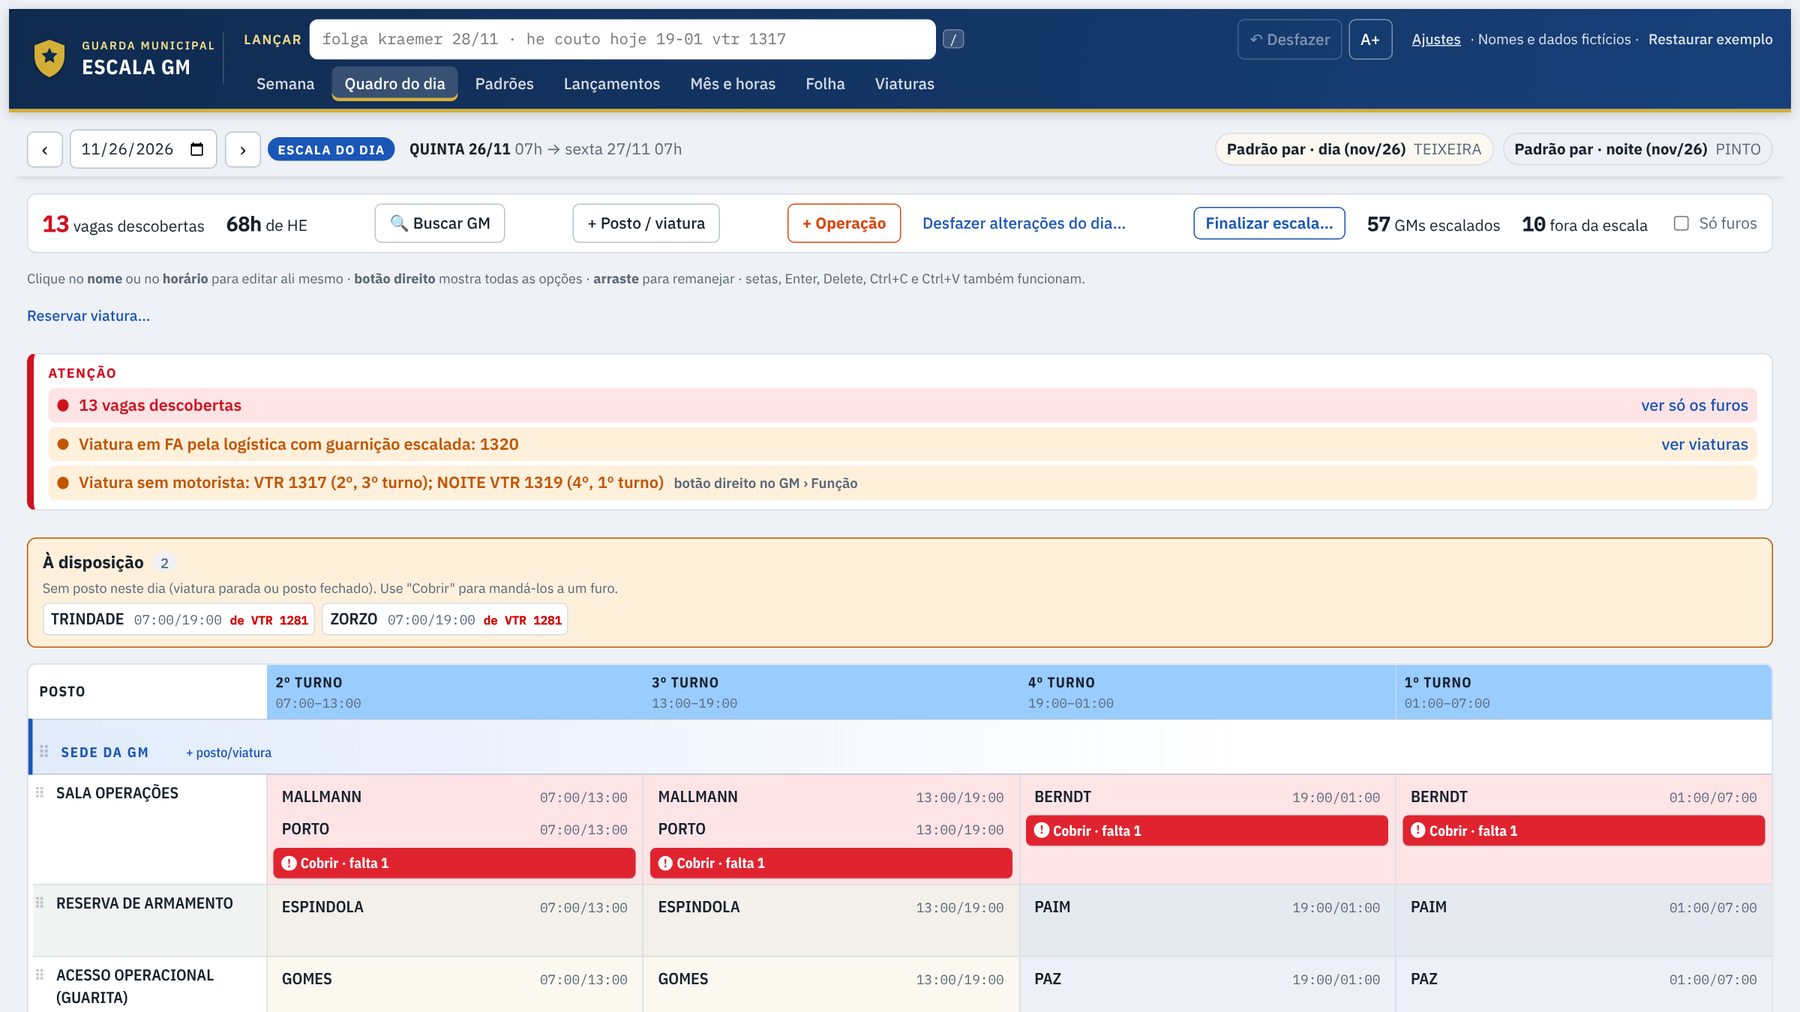 GUARDA MUNICIPAL
ESCALA GM
LANÇAR
folga kraemer 28/11 · he couto hoje 19-01 vtr 1317
/
↶ Desfazer
A+
Ajustes · Nomes e dados fictícios · Restaurar exemplo
Semana Quadro do dia Padrões Lançamentos Mês e horas Folha Viaturas
‹ 11/26/2026 › ESCALA DO DIA QUINTA 26/11 07h → sexta 27/11 07h
Padrão par · dia (nov/26) TEIXEIRA Padrão par · noite (nov/26) PINTO
13 vagas descobertas 68h de HE 🔍 Buscar GM + Posto / viatura + Operação Desfazer alterações do dia... Finalizar escala... 57 GMs escalados 10 fora da escala Só furos
Clique no nome ou no horário para editar ali mesmo · botão direito mostra todas as opções · arraste para remanejar · setas, Enter, Delete, Ctrl+C e Ctrl+V também funcionam.
Reservar viatura...
ATENÇÃO
13 vagas descobertas ver só os furos
Viatura em FA pela logística com guarnição escalada: 1320 ver viaturas
Viatura sem motorista: VTR 1317 (2º, 3º turno); NOITE VTR 1319 (4º, 1º turno) botão direito no GM › Função
À disposição 2
Sem posto neste dia (viatura parada ou posto fechado). Use "Cobrir" para mandá-los a um furo.
TRINDADE 07:00/19:00 de VTR 1281 ZORZO 07:00/19:00 de VTR 1281
POSTO
2º TURNO 3º TURNO 4º TURNO 1º TURNO
07:00–13:00 13:00–19:00 19:00–01:00 01:00–07:00
SEDE DA GM + posto/viatura
SALA OPERAÇÕES
MALLMANN 07:00/13:00 MALLMANN 13:00/19:00 BERNDT 19:00/01:00 BERNDT 01:00/07:00
PORTO 07:00/13:00 PORTO 13:00/19:00 ! Cobrir · falta 1 ! Cobrir · falta 1
! Cobrir · falta 1 ! Cobrir · falta 1
RESERVA DE ARMAMENTO ESPINDOLA 07:00/13:00 ESPINDOLA 13:00/19:00 PAIM 19:00/01:00 PAIM 01:00/07:00
ACESSO OPERACIONAL GOMES 07:00/13:00 GOMES 13:00/19:00 PAZ 19:00/01:00 PAZ 01:00/07:00
(GUARITA)